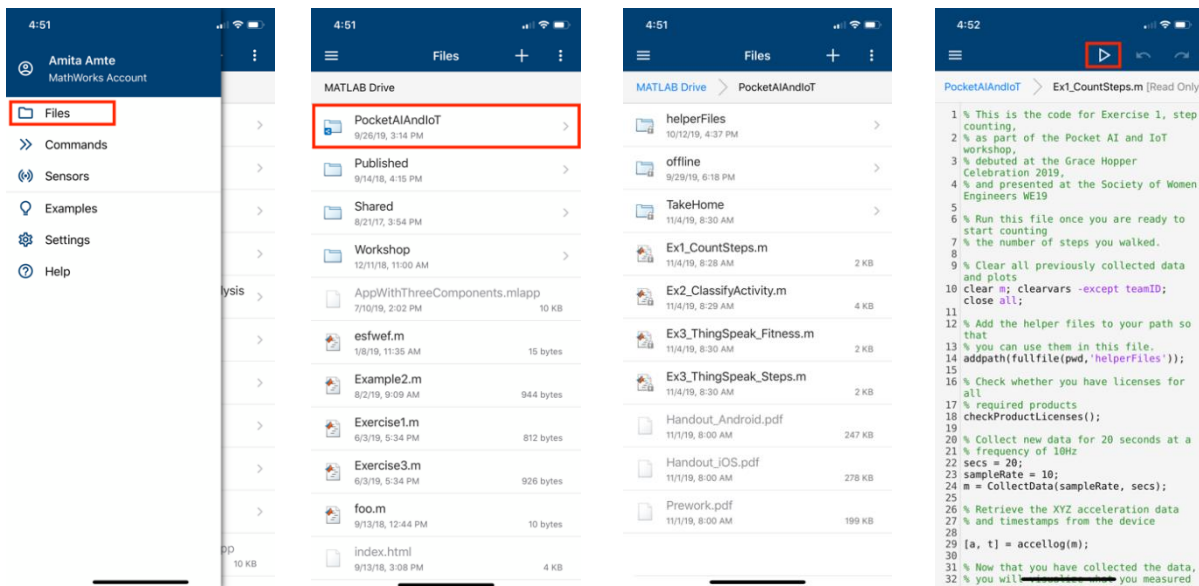 4:51
Amita Amte
MathWorks Account
Files
Commands
Sensors
Examples
Settings
Help
lysis
pp
10 KB
4:51
Files
MATLAB Drive
PocketAIAndIoT
9/26/19, 3:14 PM
Published
9/14/18, 4:15 PM
Shared
8/21/17, 3:54 PM
Workshop
12/11/18, 11:00 AM
AppWithThreeComponents.mlapp
7/10/19, 2:02 PM 10 KB
esfwef.m
1/8/19, 11:35 AM 15 bytes
Example2.m
8/2/19, 9:09 AM 944 bytes
Exercise1.m
6/3/19, 5:34 PM 812 bytes
Exercise3.m
6/3/19, 5:34 PM 926 bytes
foo.m
9/13/18, 12:44 PM 10 bytes
index.html
9/13/18, 3:08 PM 4 KB
4:51
Files
MATLAB Drive PocketAIAndIoT
helperFiles
10/12/19, 4:37 PM
offline
9/29/19, 6:18 PM
TakeHome
11/4/19, 8:30 AM
Ex1_CountSteps.m
11/4/19, 8:28 AM 2 KB
Ex2_ClassifyActivity.m
11/4/19, 8:29 AM 4 KB
Ex3_ThingSpeak_Fitness.m
11/4/19, 8:30 AM 2 KB
Ex3_ThingSpeak_Steps.m
11/4/19, 8:30 AM 2 KB
Handout_Android.pdf
11/1/19, 8:00 AM 247 KB
Handout_iOS.pdf
11/1/19, 8:00 AM 278 KB
Prework.pdf
11/1/19, 8:00 AM 199 KB
4:52
PocketAIAndIoT Ex1_CountSteps.m [Read Only
1 % This is the code for Exercise 1, step
counting,
2 % as part of the Pocket AI and IoT
workshop,
3 % debuted at the Grace Hopper
Celebration 2019,
4 % and presented at the Society of Women
Engineers WE19
5
6 % Run this file once you are ready to
start counting
7 % the number of steps you walked.
8
9 % Clear all previously collected data
and plots
10 clear m; clearvars -except teamID;
close all;
11
12 % Add the helper files to your path so
that
13 % you can use them in this file.
14 addpath(fullfile(pwd,'helperFiles'));
15
16 % Check whether you have licenses for
all
17 % required products
18 checkProductLicenses();
19
20 % Collect new data for 20 seconds at a
21 % frequency of 10Hz
22 secs = 20;
23 sampleRate = 10;
24 m = CollectData(sampleRate, secs);
25
26 % Retrieve the XYZ acceleration data
27 % and timestamps from the device
28
29 [a, t] = accellog(m);
30
31 % Now that you have collected the data,
32 % you will visualize what you measured